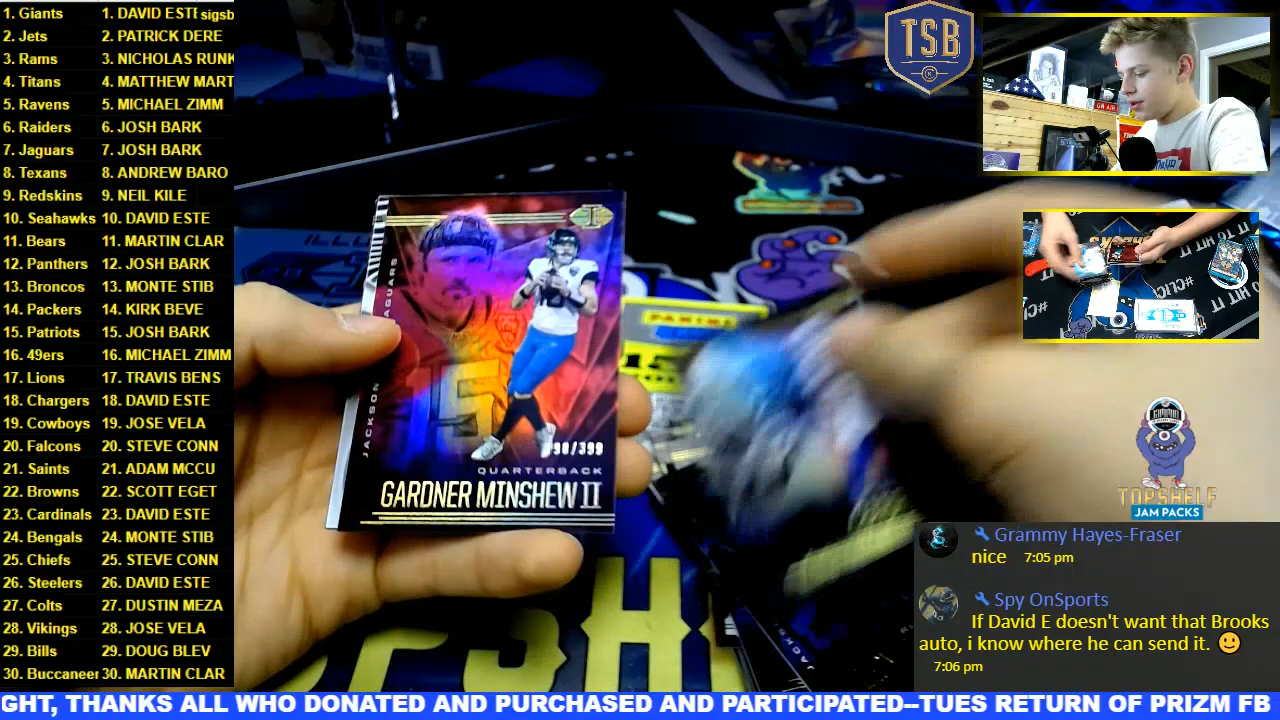 1. Giants 1. DAVID ESTE sigsb
2. Jets 2. PATRICK DERE
3. Rams 3. NICHOLAS RUNK
4. Titans 4. MATTHEW MART
5. Ravens 5. MICHAEL ZIMM
6. Raiders 6. JOSH BARK
7. Jaguars 7. JOSH BARK
8. Texans 8. ANDREW BARO
9. Redskins 9. NEIL KILE
10. Seahawks 10. DAVID ESTE
11. Bears 11. MARTIN CLAR
12. Panthers 12. JOSH BARK
13. Broncos 13. MONTE STIB
14. Packers 14. KIRK BEVE
15. Patriots 15. JOSH BARK
16. 49ers 16. MICHAEL ZIMM
17. Lions 17. TRAVIS BENS
18. Chargers 18. DAVID ESTE
19. Cowboys 19. JOSE VELA
20. Falcons 20. STEVE CONN
21. Saints 21. ADAM MCCU
22. Browns 22. SCOTT EGET
23. Cardinals 23. DAVID ESTE
24. Bengals 24. MONTE STIB
25. Chiefs 25. STEVE CONN
26. Steelers 26. DAVID ESTE
27. Colts 27. DUSTIN MEZA
28. Vikings 28. JOSE VELA
29. Bills 29. DOUG BLEV
30. Buccaneer 30. MARTIN CLAR
TSB
ON AIR
PANINI
15
JACKSON
AGUARS
/399
QUARTERBACK
GARDNER MINSHEW II
TOPSHELF
JAM PACKS
Grammy Hayes-Fraser
nice 7:05 pm
Spy OnSports
If David E doesn't want that Brooks
auto, i know where he can send it. 🙂
7:06 pm
GHT, THANKS ALL WHO DONATED AND PURCHASED AND PARTICIPATED--TUES RETURN OF PRIZM FB